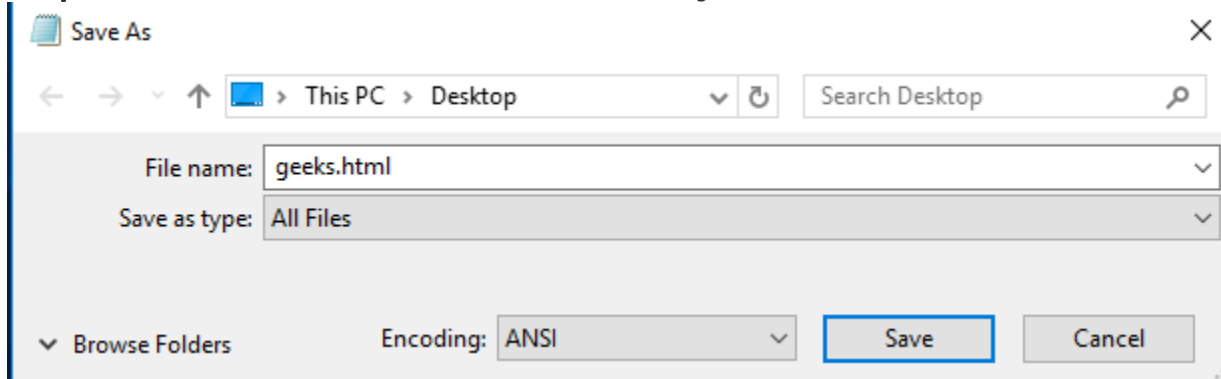 Save As
This PC > Desktop
Search Desktop
File name: geeks.html
Save as type: All Files
Browse Folders
Encoding: ANSI
Save
Cancel